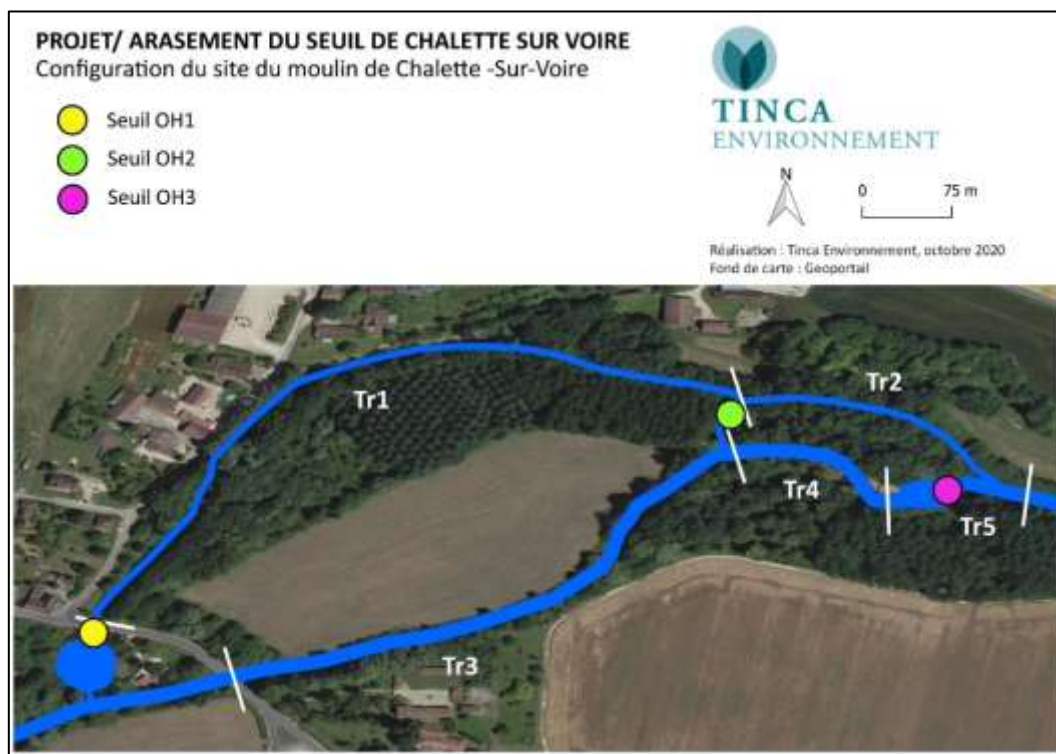 PROJET/ ARASEMENT DU SEUIL DE CHALETTE SUR VOIRE
Configuration du site du moulin de Chalette -Sur-Voire
Seuil OH1
Seuil OH2
Seuil OH3
TINCA
ENVIRONNEMENT
N
0 75 m
Réalisation : Tinca Environnement, octobre 2020
Fond de carte : Geoportail
Tr1
Tr2
Tr4
Tr5
Tr3